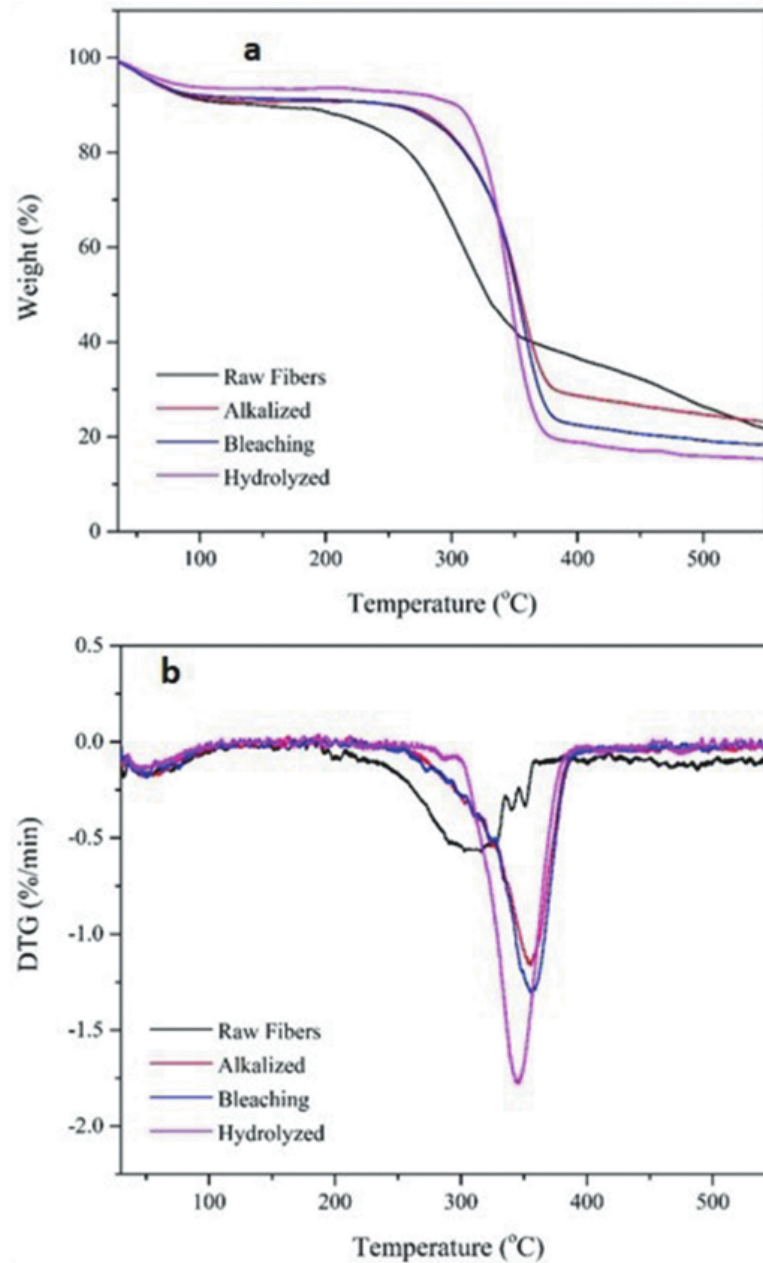 a
100
80
60
40
20
0
Weight (%)
Raw Fibers
Alkalized
Bleaching
Hydrolyzed
100 200 300 400 500
Temperature (°C)
b
0.5
0.0
-0.5
-1.0
-1.5
-2.0
DTG (%/min)
Raw Fibers
Alkalized
Bleaching
Hydrolyzed
100 200 300 400 500
Temperature (°C)